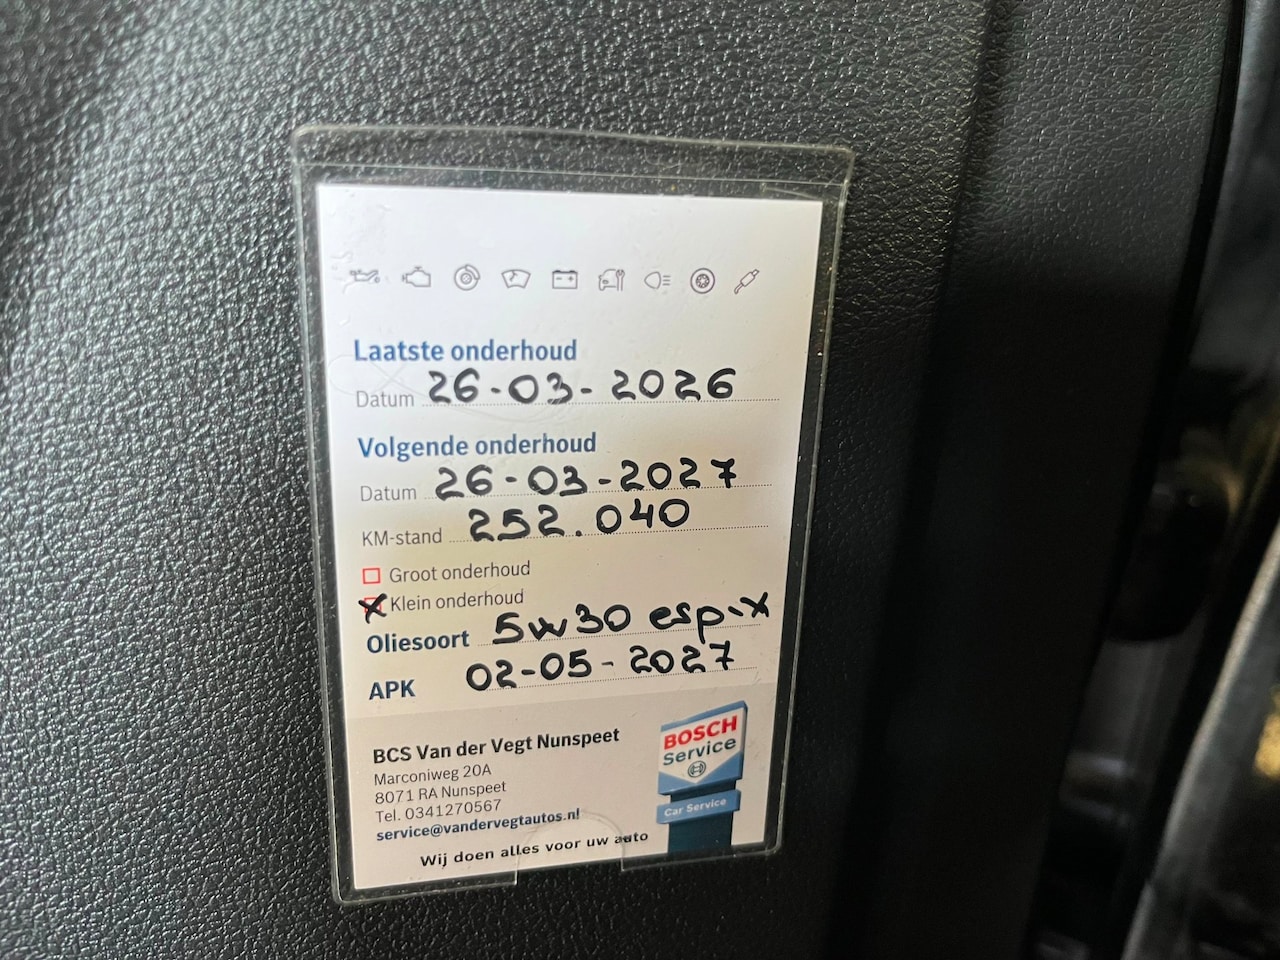 Laatste onderhoud
Datum 26-03-2026
Volgende onderhoud
Datum 26-03-2027
KM-stand 252.040
Groot onderhoud
Klein onderhoud
Oliesoort 5w30 esp-x
APK 02-05-2027
BCS Van der Vegt Nunspeet
Marconiweg 20A
8071 RA Nunspeet
Tel. 0341270567
service@vandervegtautos.nl
Wij doen alles voor uw auto
BOSCH
Service
Car Service